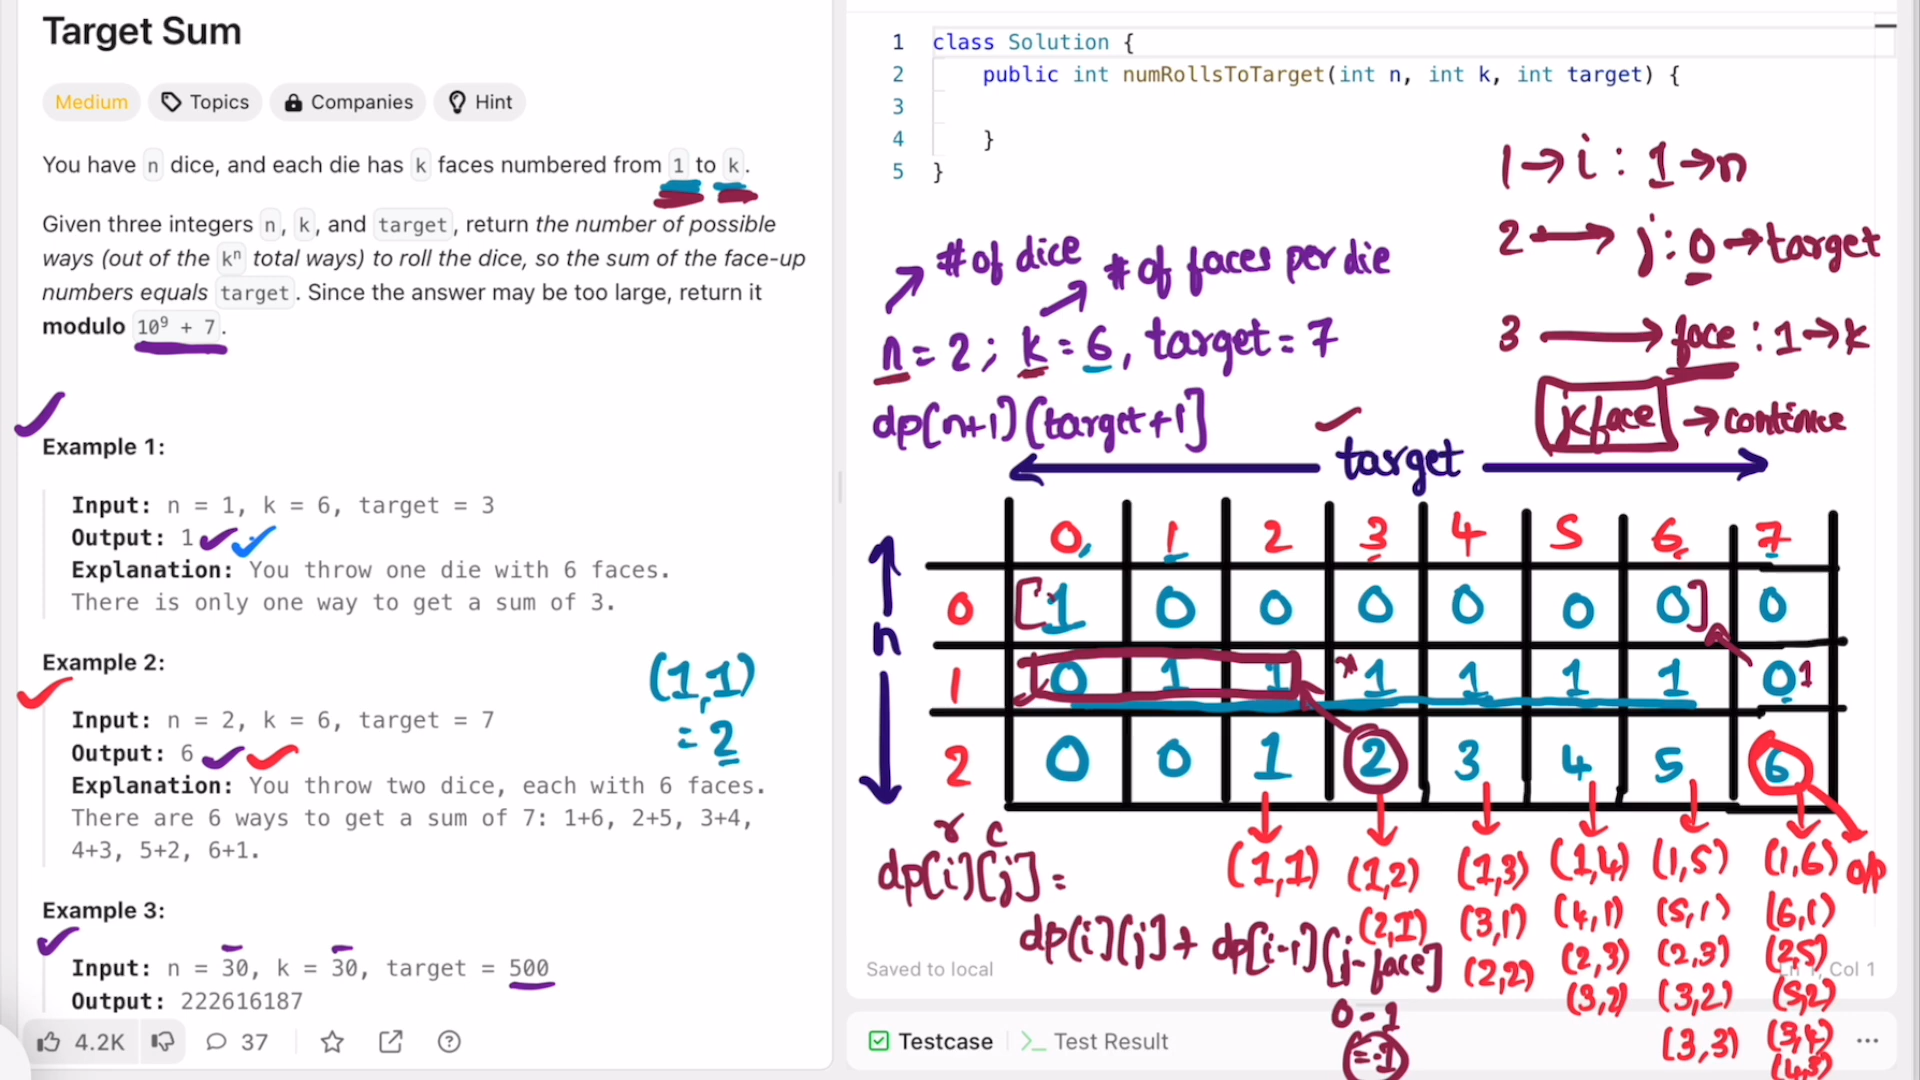 Target Sum
Medium Topics Companies Hint
You have n dice, and each die has k faces numbered from 1 to k.
Given three integers n, k, and target, return the number of possible
ways (out of the kⁿ total ways) to roll the dice, so the sum of the face-up
numbers equals target. Since the answer may be too large, return it
modulo 10⁹ + 7.
Example 1:
Input: n = 1, k = 6, target = 3
Output: 1
Explanation: You throw one die with 6 faces.
There is only one way to get a sum of 3.
Example 2:
Input: n = 2, k = 6, target = 7
Output: 6
Explanation: You throw two dice, each with 6 faces.
There are 6 ways to get a sum of 7: 1+6, 2+5, 3+4,
4+3, 5+2, 6+1.
(1,1)
= 2
Example 3:
Input: n = 30, k = 30, target = 500
Output: 222616187
4.2K 37
1 class Solution {
2 public int numRollsToTarget(int n, int k, int target) {
3
4 }
5 }
1→i : 1→n
2→ j: 0→target
3 → face : 1→k
j<face → continue
# of dice # of faces per die
n = 2; k = 6, target = 7
dp[n+1][target+1]
target
n
0 1 2 3 4 5 6 7
0 [1 0 0 0 0 0 0] 0
1 0 1 1 1 1 1 1 0 1
2 0 0 1 2 3 4 5 6
r c
dp[i][j] =
dp[i][j] + dp[i-1][j-face]
0-1
=-1
(1,1)
(1,2)
(2,1)
(1,3)
(3,1)
(2,2)
(1,4)
(4,1)
(2,3)
(3,2)
(1,5)
(5,1)
(2,3)
(3,2)
(3,3)
(1,6) o/p
(6,1)
(2,5)
(5,2)
(3,4)
(4,3)
Saved to local
Ln 1, Col 1
Testcase Test Result